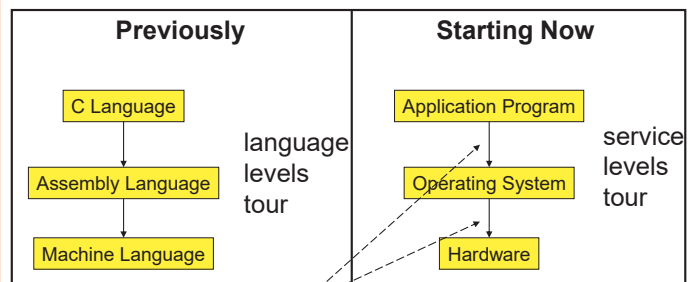 Previously
C Language
Assembly Language
Machine Language
language
levels
tour
Starting Now
Application Program
Operating System
Hardware
service
levels
tour